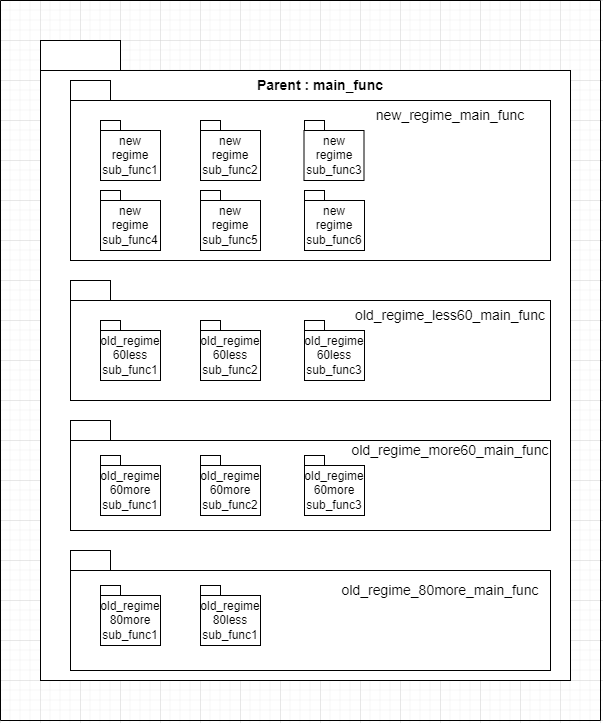 Parent : main_func
new_regime_main_func
new
regime
sub_func1
new
regime
sub_func2
new
regime
sub_func3
new
regime
sub_func4
new
regime
sub_func5
new
regime
sub_func6
old_regime_less60_main_func
old_regime
60less
sub_func1
old_regime
60less
sub_func2
old_regime
60less
sub_func3
old_regime_more60_main_func
old_regime
60more
sub_func1
old_regime
60more
sub_func2
old_regime
60more
sub_func3
old_regime_80more_main_func
old_regime
80more
sub_func1
old_regime
80less
sub_func1